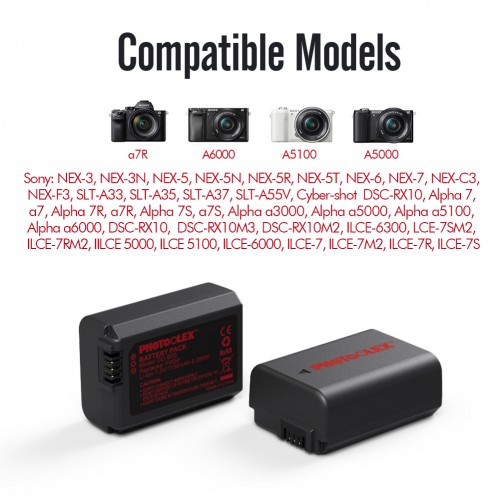 Compatible Models
a7R A6000 A5100 A5000
Sony: NEX-3, NEX-3N, NEX-5, NEX-5N, NEX-5R, NEX-5T, NEX-6, NEX-7, NEX-C3,
NEX-F3, SLT-A33, SLT-A35, SLT-A37, SLT-A55V, Cyber-shot DSC-RX10, Alpha 7,
a7, Alpha 7R, a7R, Alpha 7S, a7S, Alpha a3000, Alpha a5000, Alpha a5100,
Alpha a6000, DSC-RX10, DSC-RX10M3, DSC-RX10M2, ILCE-6300, LCE-7SM2,
ILCE-7RM2, IILCE 5000, ILCE 5100, ILCE-6000, ILCE-7, ILCE-7M2, ILCE-7R, ILCE-7S
PHOTOOLEX
BATTERY PACK
PHOTOOLEX